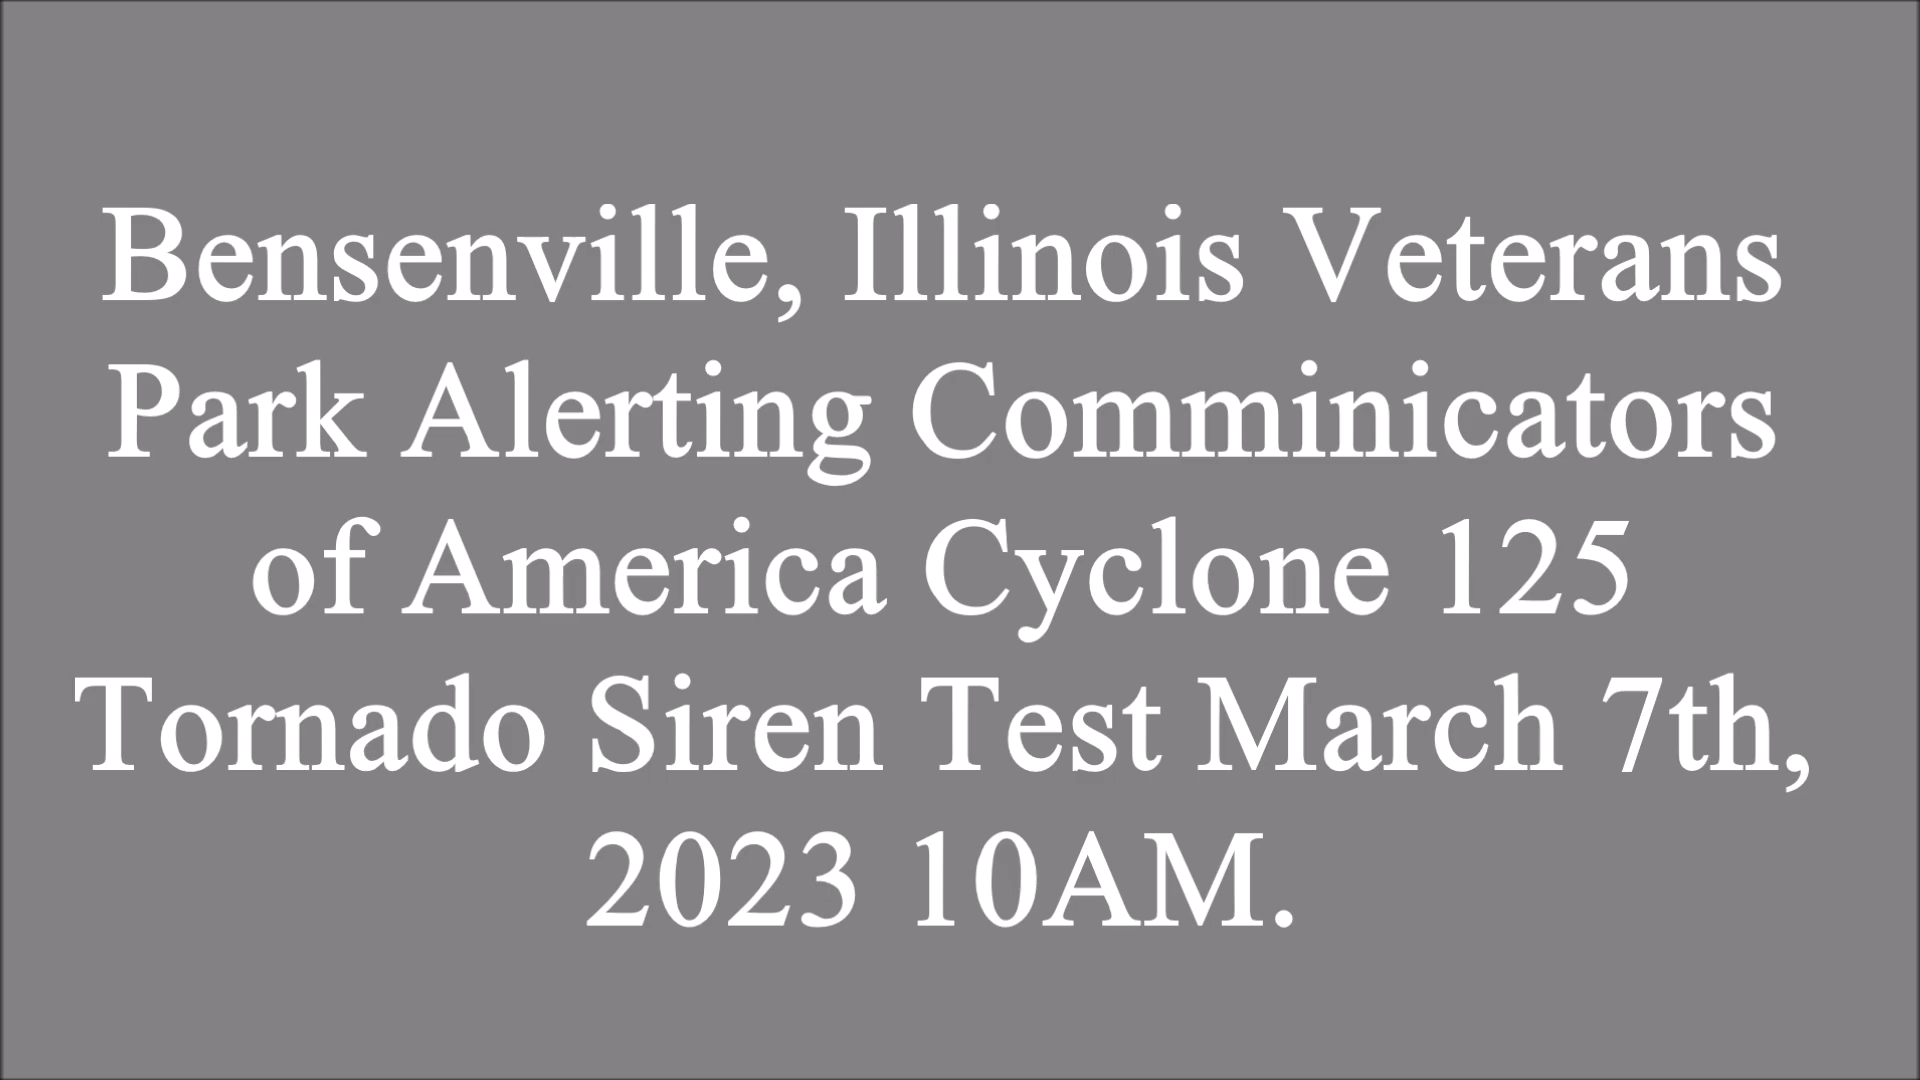 Bensenville, Illinois Veterans
Park Alerting Comminicators
of America Cyclone 125
Tornado Siren Test March 7th,
2023 10AM.